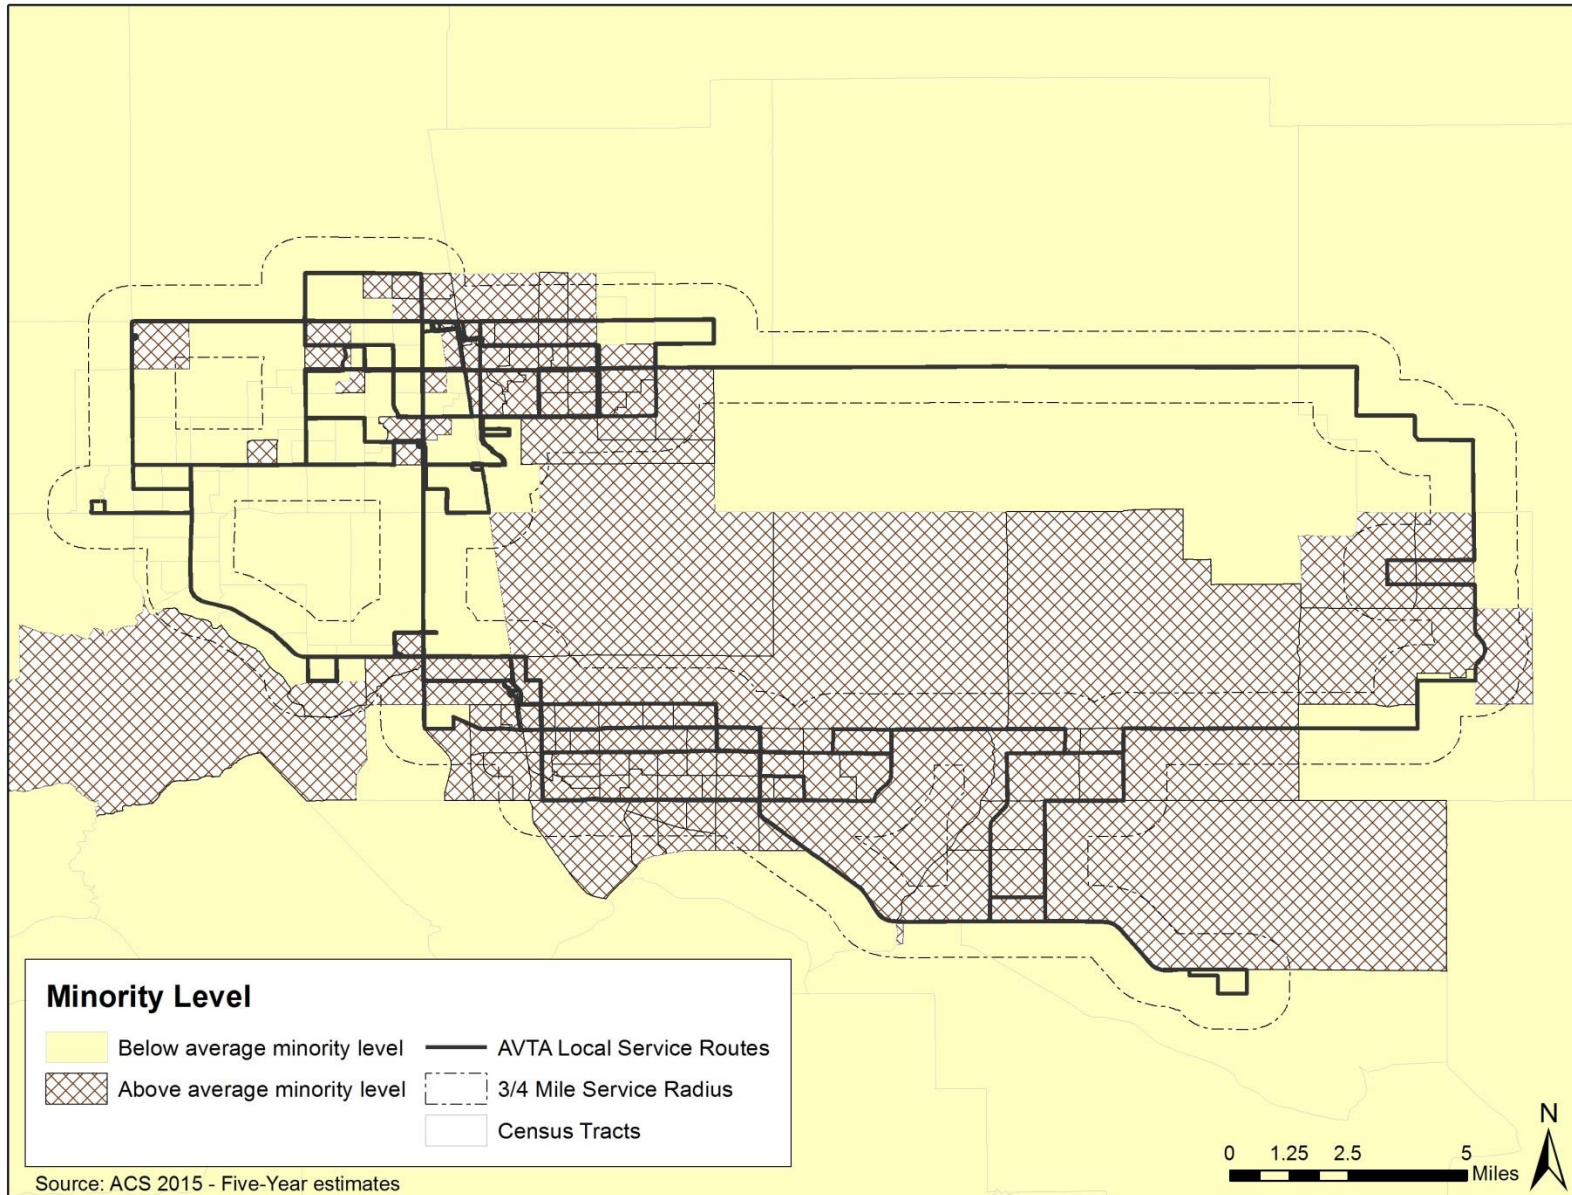 Minority Level
Below average minority level
AVTA Local Service Routes
Above average minority level
3/4 Mile Service Radius
Census Tracts
N
0 1.25 2.5 5
Miles
Source: ACS 2015 - Five-Year estimates